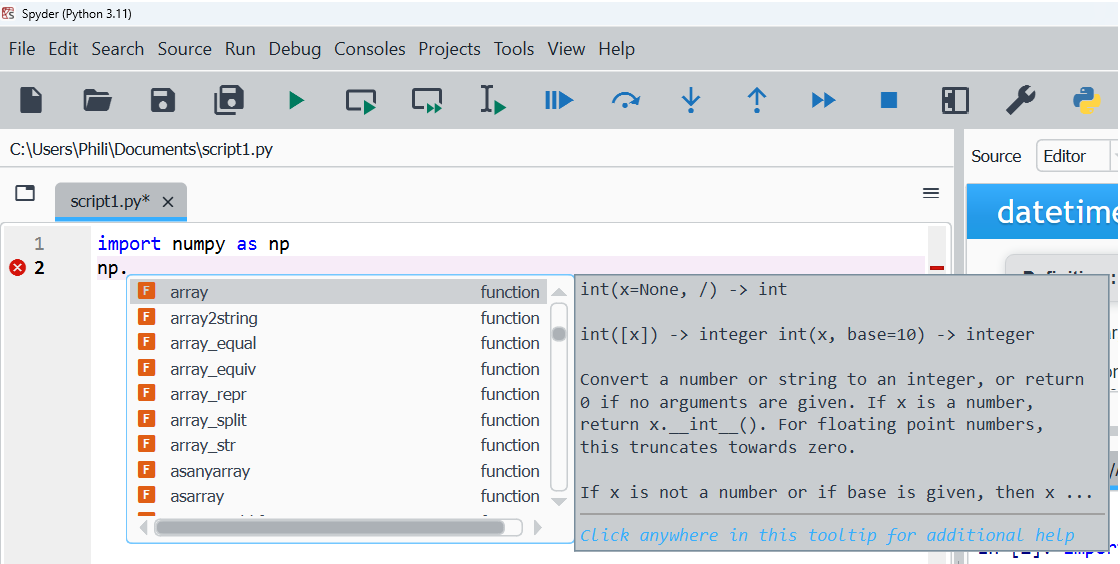 Spyder (Python 3.11)
File Edit Search Source Run Debug Consoles Projects Tools View Help
C:\Users\Phili\Documents\script1.py
Source Editor
script1.py*
datetime
1 import numpy as np
2 np.
array function
array2string function
array_equal function
array_equiv function
array_repr function
array_split function
array_str function
asanyarray function
asarray function
int(x=None, /) -> int
int([x]) -> integer int(x, base=10) -> integer
Convert a number or string to an integer, or return
0 if no arguments are given. If x is a number,
return x.__int__(). For floating point numbers,
this truncates towards zero.
If x is not a number or if base is given, then x ...
Click anywhere in this tooltip for additional help